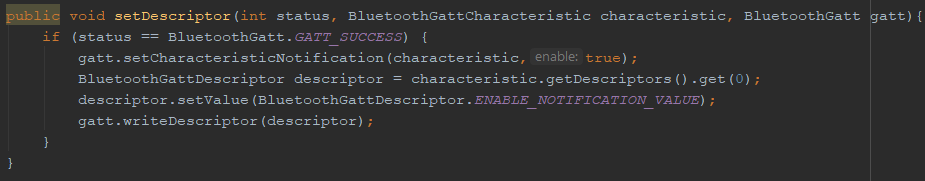 public void setDescriptor(int status, BluetoothGattCharacteristic characteristic, BluetoothGatt gatt){
if (status == BluetoothGatt.GATT_SUCCESS) {
gatt.setCharacteristicNotification(characteristic, enable: true);
BluetoothGattDescriptor descriptor = characteristic.getDescriptors().get(0);
descriptor.setValue(BluetoothGattDescriptor.ENABLE_NOTIFICATION_VALUE);
gatt.writeDescriptor(descriptor);
}
}